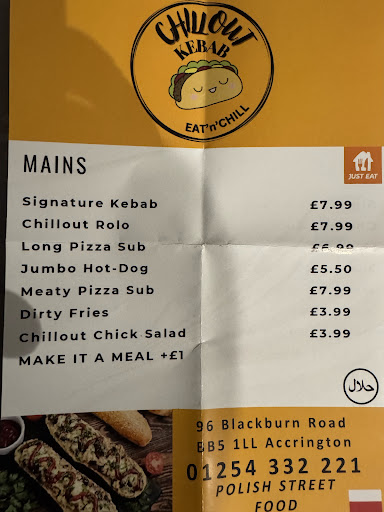 CHILLOUT
KEBAB
EAT'n'CHILL
MAINS
JUST EAT
Signature Kebab £7.99
Chillout Rolo £7.99
Long Pizza Sub £6.99
Jumbo Hot-Dog £5.50
Meaty Pizza Sub £7.99
Dirty Fries £3.99
Chillout Chick Salad £3.99
MAKE IT A MEAL +£1
حلال
96 Blackburn Road
BB5 1LL Accrington
01254 332 221
POLISH STREET
FOOD